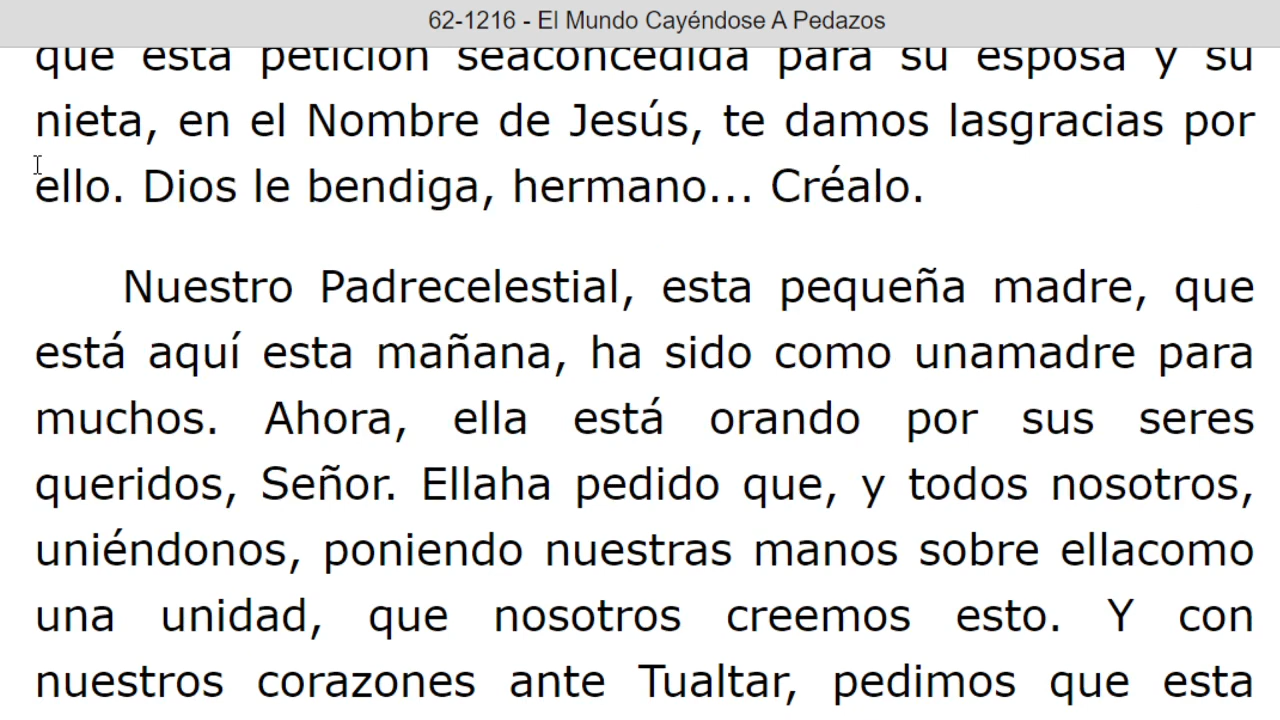 62-1216 - El Mundo Cayéndose A Pedazos
que esta petición seaconcedida para su esposa y su
nieta, en el Nombre de Jesús, te damos lasgracias por
ello. Dios le bendiga, hermano... Créalo.
Nuestro Padrecelestial, esta pequeña madre, que
está aquí esta mañana, ha sido como unamadre para
muchos. Ahora, ella está orando por sus seres
queridos, Señor. Ellaha pedido que, y todos nosotros,
uniéndonos, poniendo nuestras manos sobre ellacomo
una unidad, que nosotros creemos esto. Y con
nuestros corazones ante Tualtar, pedimos que esta